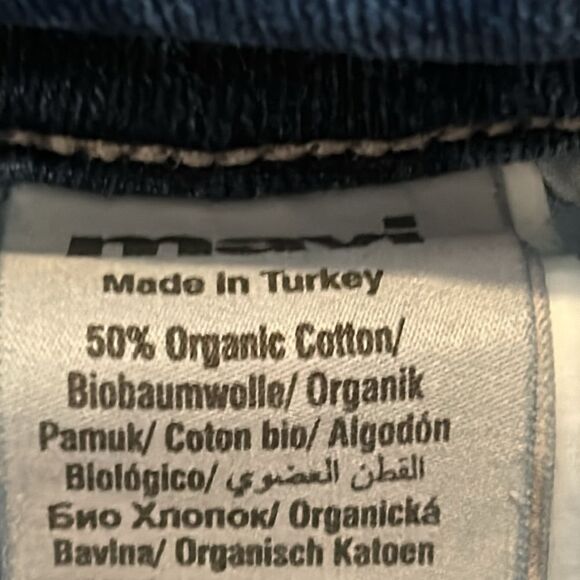 mavi
Made in Turkey
50% Organic Cotton/
Biobaumwolle/ Organik
Pamuk/ Coton bio/ Algodón
Biológico/ القطن العضوي
Био Хлопок/ Organická
Bavlna/ Organisch Katoen